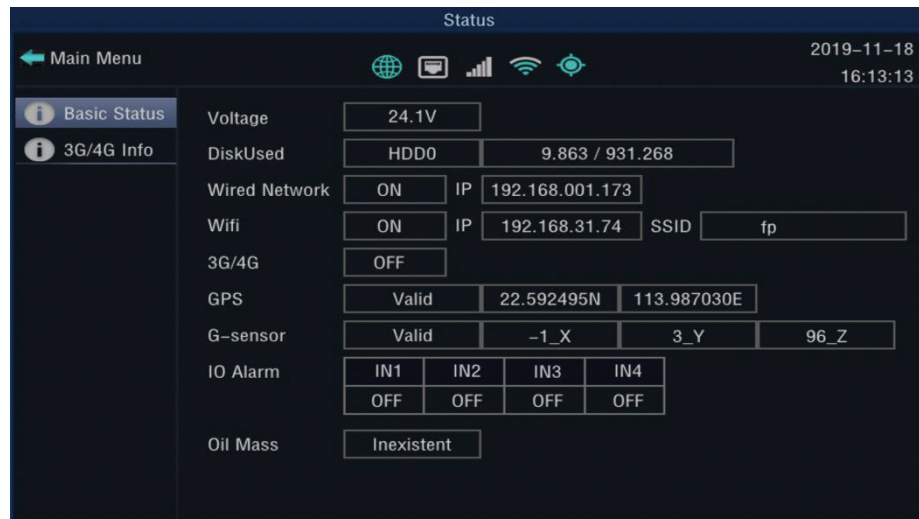 Status
Main Menu
2019-11-18
16:13:13
Basic Status
3G/4G Info
Voltage 24.1V
DiskUsed HDD0 9.863 / 931.268
Wired Network ON IP 192.168.001.173
Wifi ON IP 192.168.31.74 SSID fp
3G/4G OFF
GPS Valid 22.592495N 113.987030E
G-sensor Valid -1_X 3_Y 96_Z
IO Alarm IN1 IN2 IN3 IN4
OFF OFF OFF OFF
Oil Mass Inexistent